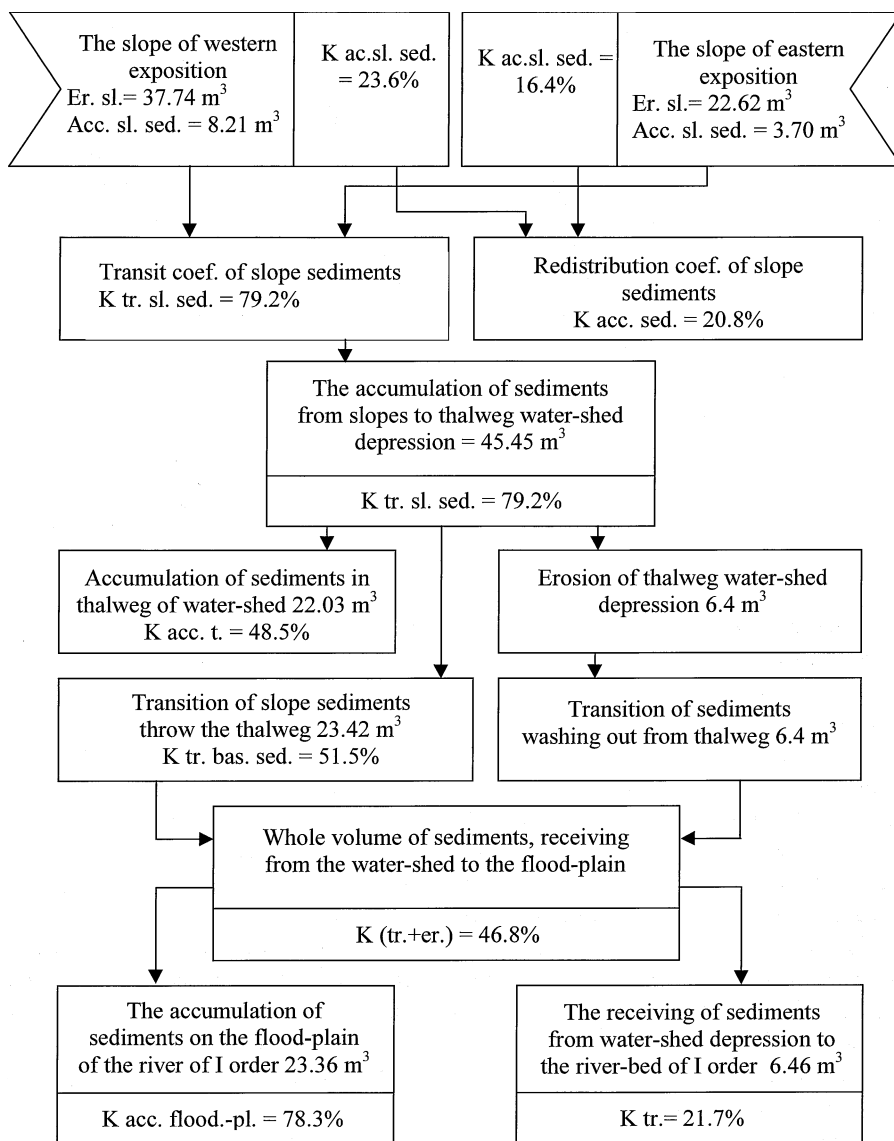 The slope of western
exposition
Er. sl.= 37.74 m³
Acc. sl. sed. = 8.21 m³
K ac.sl. sed.
= 23.6%
K ac.sl. sed. =
16.4%
The slope of eastern
exposition
Er. sl.= 22.62 m³
Acc. sl. sed. = 3.70 m³
Transit coef. of slope sediments
K tr. sl. sed. = 79.2%
Redistribution coef. of slope
sediments
K acc. sed. = 20.8%
The accumulation of sediments
from slopes to thalweg water-shed
depression = 45.45 m³
K tr. sl. sed. = 79.2%
Accumulation of sediments in
thalweg of water-shed 22.03 m³
K acc. t. = 48.5%
Erosion of thalweg water-shed
depression 6.4 m³
Transition of slope sediments
throw the thalweg 23.42 m³
K tr. bas. sed. = 51.5%
Transition of sediments
washing out from thalweg 6.4 m³
Whole volume of sediments, receiving
from the water-shed to the flood-plain
K (tr.+er.) = 46.8%
The accumulation of
sediments on the flood-plain
of the river of I order 23.36 m³
K acc. flood.-pl. = 78.3%
The receiving of sediments
from water-shed depression to
the river-bed of I order 6.46 m³
K tr.= 21.7%